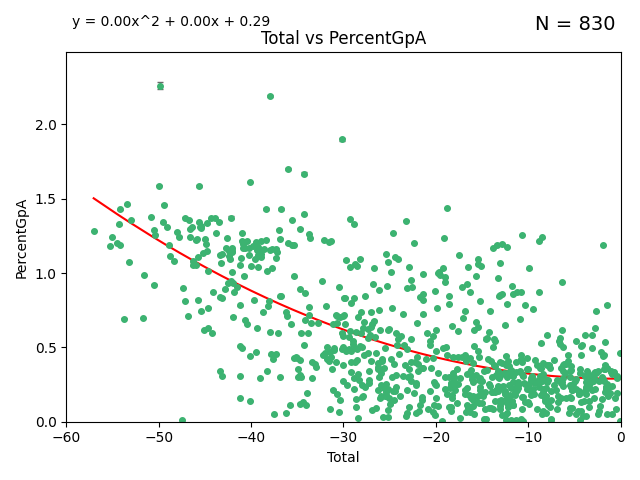 y = 0.00x^2 + 0.00x + 0.29
N = 830
Total vs PercentGpA
PercentGpA
2.0
1.5
1.0
0.5
0.0
−60 −50 −40 −30 −20 −10 0
Total